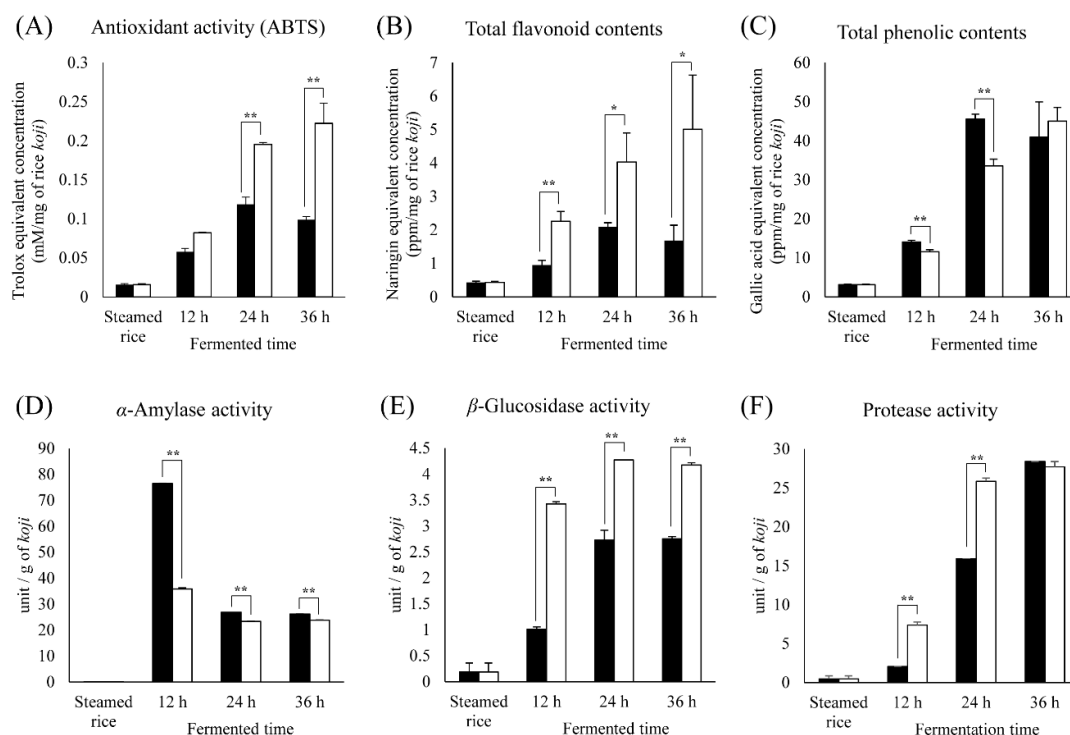 (A)
Antioxidant activity (ABTS)
Trolox equivalent concentration
(mM/mg of rice koji)
0.3
0.25
0.2
0.15
0.1
0.05
0
**
**
Steamed
rice
12 h
24 h
36 h
Fermented time
(B)
Total flavonoid contents
Naringin equivalent concentration
(ppm/mg of rice koji)
7
6
5
4
3
2
1
0
**
*
*
Steamed
rice
12 h
24 h
36 h
Fermented time
(C)
Total phenolic contents
Gallic acid equivalent concentration
(ppm/mg of rice koji)
60
50
40
30
20
10
0
**
**
Steamed
rice
12 h
24 h
36 h
Fermented time
(D)
α-Amylase activity
unit / g of koji
90
80
70
60
50
40
30
20
10
0
**
**
**
Steamed
rice
12 h
24 h
36 h
Fermented time
(E)
β-Glucosidase activity
unit / g of koji
4.5
4
3.5
3
2.5
2
1.5
1
0.5
0
**
**
**
Steamed
rice
12 h
24 h
36 h
Fermented time
(F)
Protease activity
unit / g of koji
30
25
20
15
10
5
0
**
**
Steamed
rice
12 h
24 h
36 h
Fermentation time